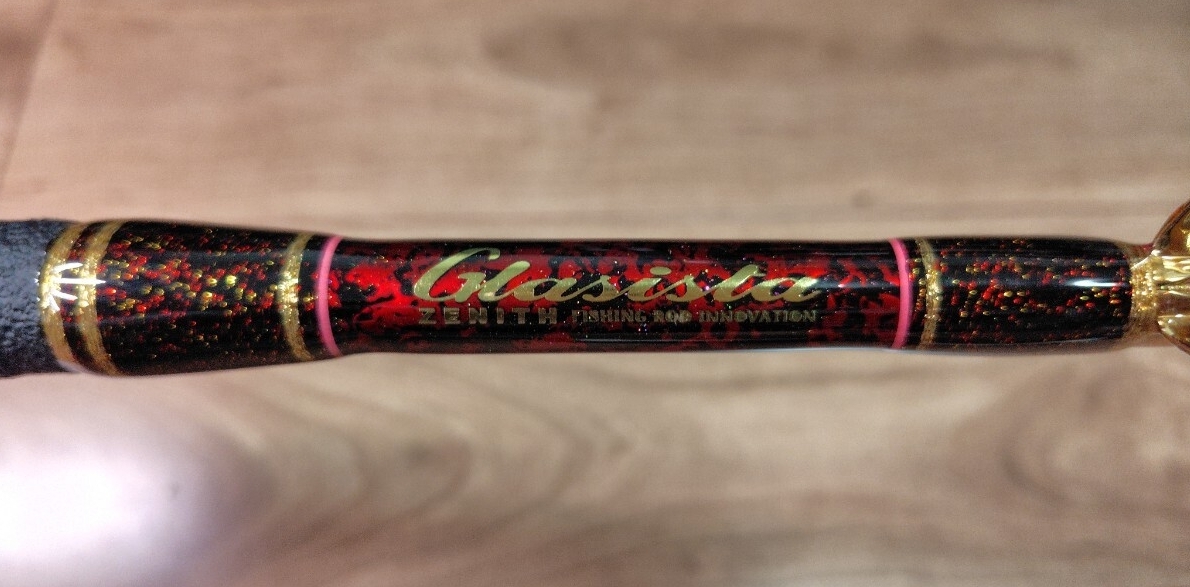 Glasista
ZENITH FISHING ROD INNOVATION